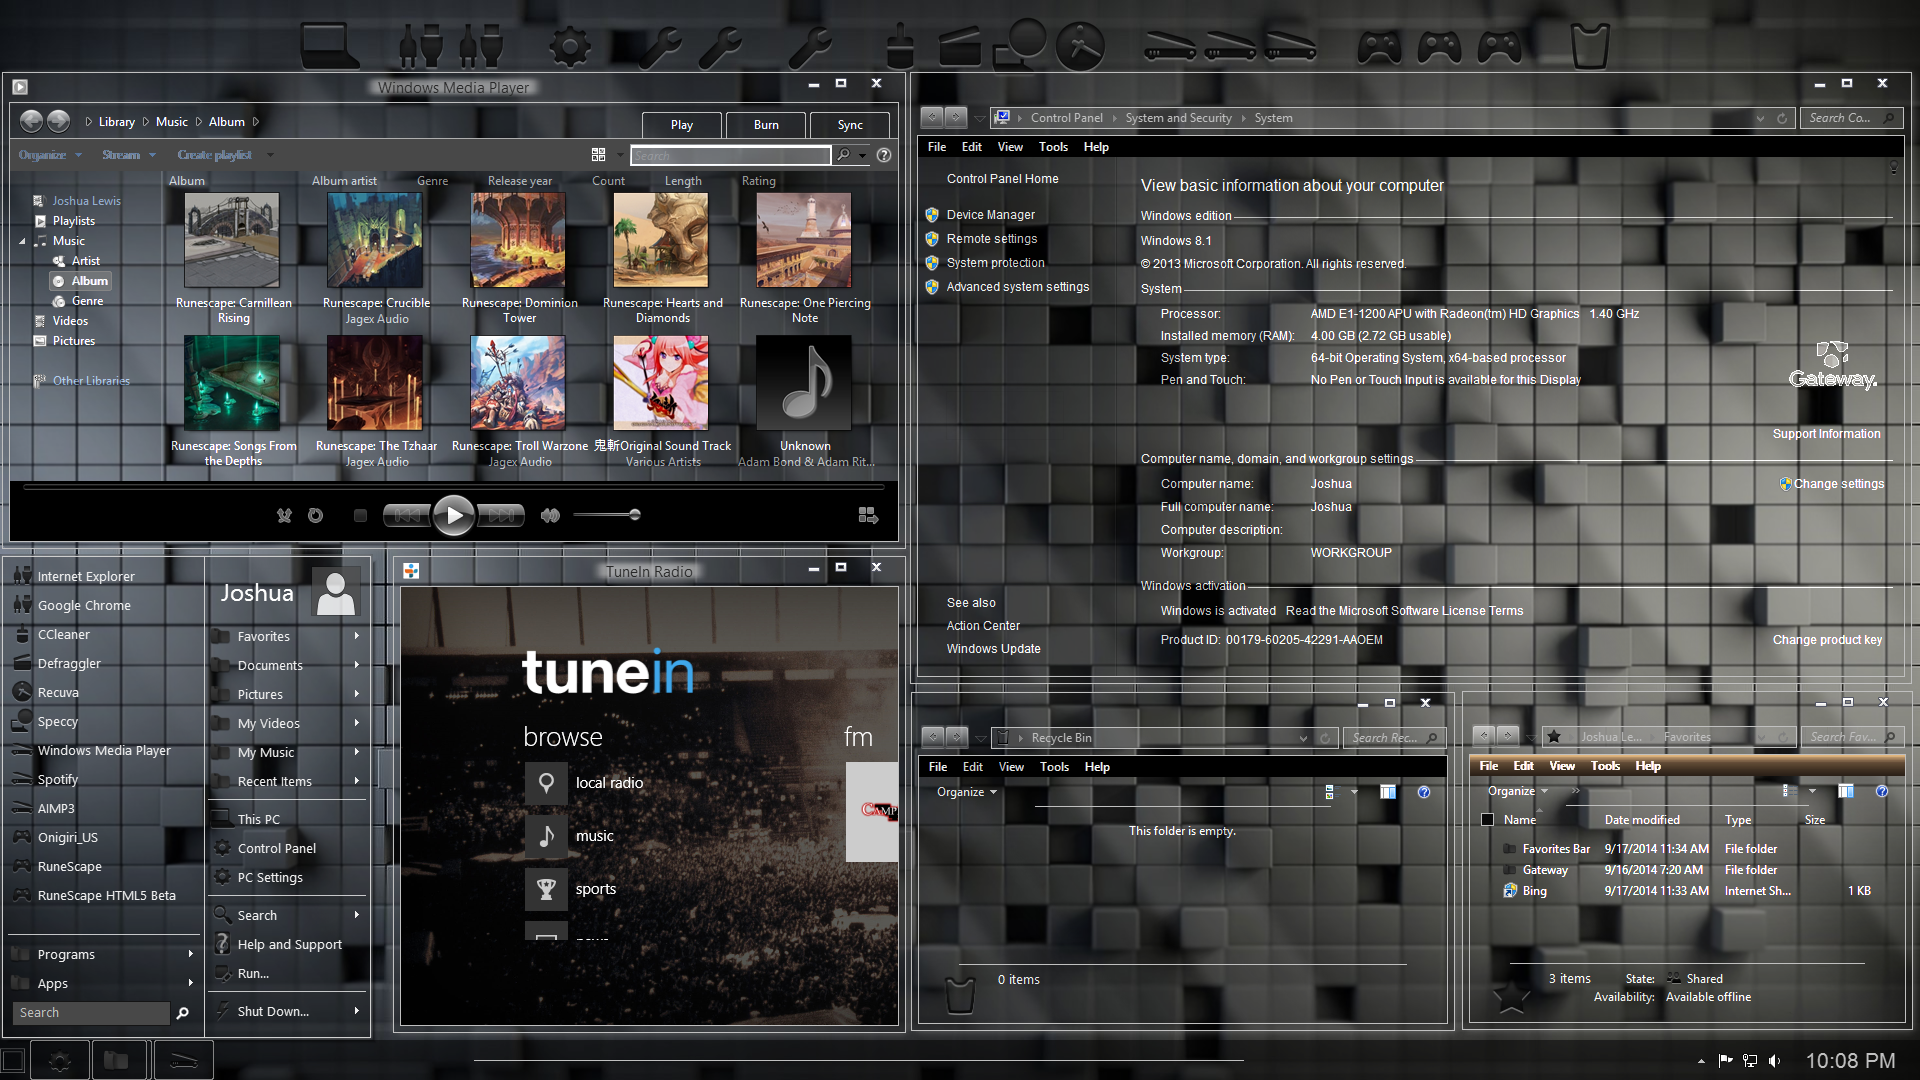 Windows Media Player
Library Music Album
Play Burn Sync
Organize Stream Create playlist
Search
Joshua Lewis
Playlists
Music
Artist
Album
Genre
Videos
Pictures
Other Libraries
Album Album artist Genre Release year Count Length Rating
Runescape: Carnillean Rising
Runescape: Crucible
Jagex Audio
Runescape: Dominion Tower
Runescape: Hearts and Diamonds
Runescape: One Piercing Note
Runescape: Songs From the Depths
Runescape: The Tzhaar
Jagex Audio
Runescape: Troll Warzone
Jagex Audio
鬼斬Original Sound Track
Various Artists
Unknown
Adam Bond & Adam Rit...
Control Panel System and Security System
Search Co...
File Edit View Tools Help
Control Panel Home
Device Manager
Remote settings
System protection
Advanced system settings
See also
Action Center
Windows Update
View basic information about your computer
Windows edition
Windows 8.1
© 2013 Microsoft Corporation. All rights reserved.
System
Processor: AMD E1-1200 APU with Radeon(tm) HD Graphics 1.40 GHz
Installed memory (RAM): 4.00 GB (2.72 GB usable)
System type: 64-bit Operating System, x64-based processor
Pen and Touch: No Pen or Touch Input is available for this Display
Gateway.
Support Information
Computer name, domain, and workgroup settings
Computer name: Joshua
Change settings
Full computer name: Joshua
Computer description:
Workgroup: WORKGROUP
Windows activation
Windows is activated Read the Microsoft Software License Terms
Product ID: 00179-60205-42291-AAOEM
Change product key
Internet Explorer
Google Chrome
CCleaner
Defraggler
Recuva
Speccy
Windows Media Player
Spotify
AIMP3
Onigiri_US
RuneScape
RuneScape HTML5 Beta
Programs
Apps
Search
Joshua
Favorites
Documents
Pictures
My Videos
My Music
Recent Items
This PC
Control Panel
PC Settings
Search
Help and Support
Run...
Shut Down...
TuneIn Radio
tunein
browse
local radio
music
sports
news
fm
CAMP
Recycle Bin
Search Rec...
File Edit View Tools Help
Organize
This folder is empty.
0 items
Joshua Le... Favorites
Search Fav...
File Edit View Tools Help
Organize
Name Date modified Type Size
Favorites Bar 9/17/2014 11:34 AM File folder
Gateway 9/16/2014 7:20 AM File folder
Bing 9/17/2014 11:33 AM Internet Sh... 1 KB
3 items State: Shared
Availability: Available offline
10:08 PM